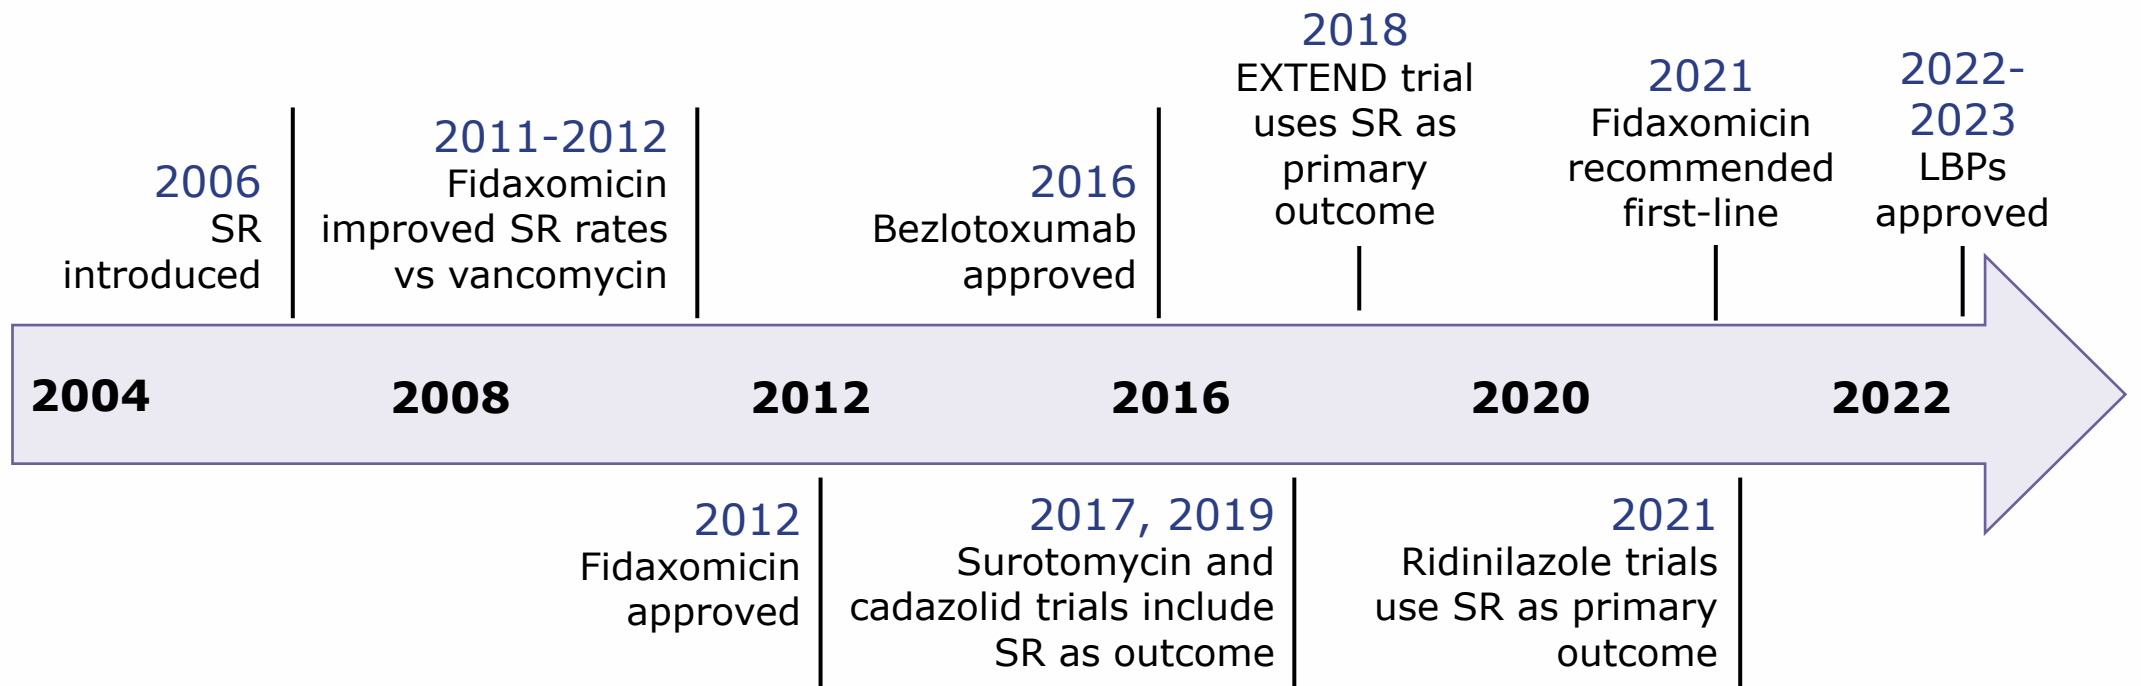 2006
SR
introduced
2011-2012
Fidaxomicin
improved SR rates
vs vancomycin
2016
Bezlotoxumab
approved
2018
EXTEND trial
uses SR as
primary
outcome
2021
Fidaxomicin
recommended
first-line
2022-
2023
LBPs
approved
2004 2008 2012 2016 2020 2022
2012
Fidaxomicin
approved
2017, 2019
Surotomycin and
cadazolid trials include
SR as outcome
2021
Ridinilazole trials
use SR as primary
outcome